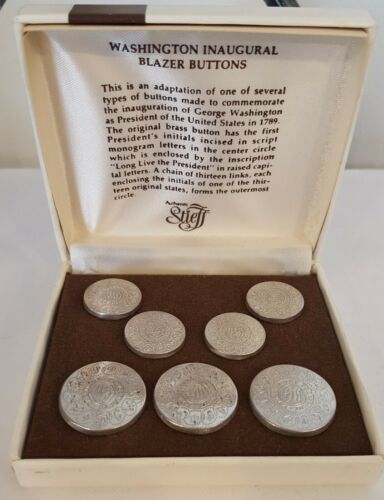 WASHINGTON INAUGURAL
BLAZER BUTTONS
This is an adaptation of one of several
types of buttons made to commemorate
the inauguration of George Washington
as President of the United States in 1789.
The original brass button has the first
President's initials incised in script
monogram letters in the center circle
which is enclosed by the inscription
"Long Live the President" in raised capi-
tal letters. A chain of thirteen links, each
enclosing the initials of one of the thir-
teen original states, forms the outermost
circle.
Authentic
Stieff